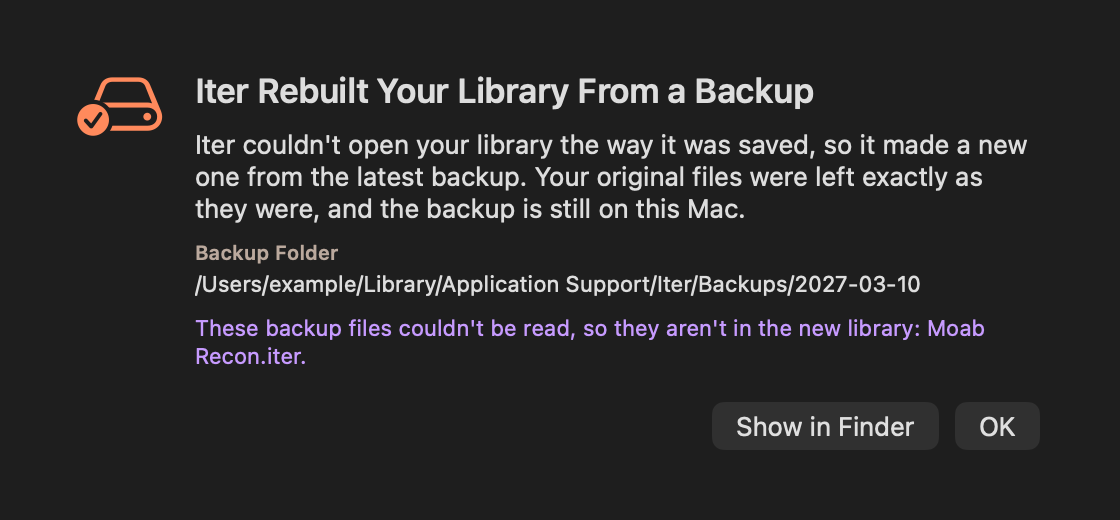 Iter Rebuilt Your Library From a Backup
Iter couldn't open your library the way it was saved, so it made a new
one from the latest backup. Your original files were left exactly as
they were, and the backup is still on this Mac.
Backup Folder
/Users/example/Library/Application Support/Iter/Backups/2027-03-10
These backup files couldn't be read, so they aren't in the new library: Moab
Recon.iter.
Show in Finder
OK